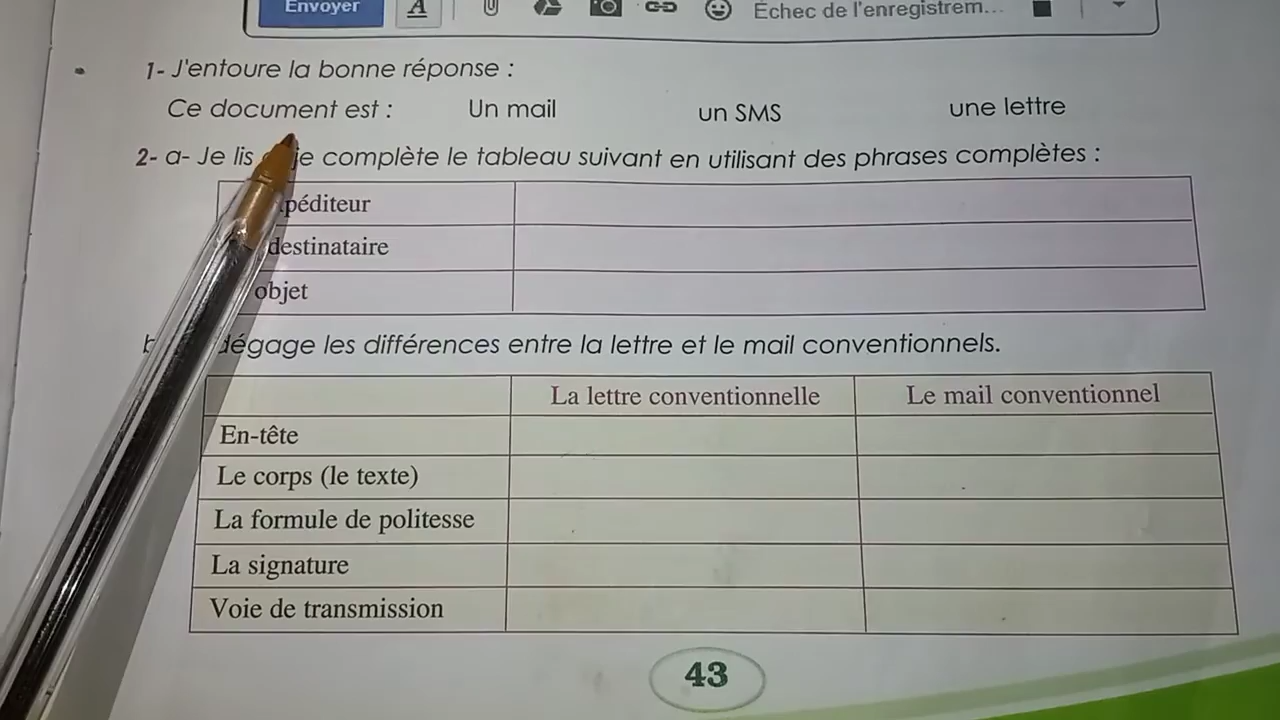 Envoyer A Échec de l'enregistrem...
1- J'entoure la bonne réponse :
Ce document est : Un mail un SMS une lettre
2- a- Je lis je complète le tableau suivant en utilisant des phrases complètes :
péditeur
destinataire
objet
dégage les différences entre la lettre et le mail conventionnels.
La lettre conventionnelle Le mail conventionnel
En-tête
Le corps (le texte)
La formule de politesse
La signature
Voie de transmission
43